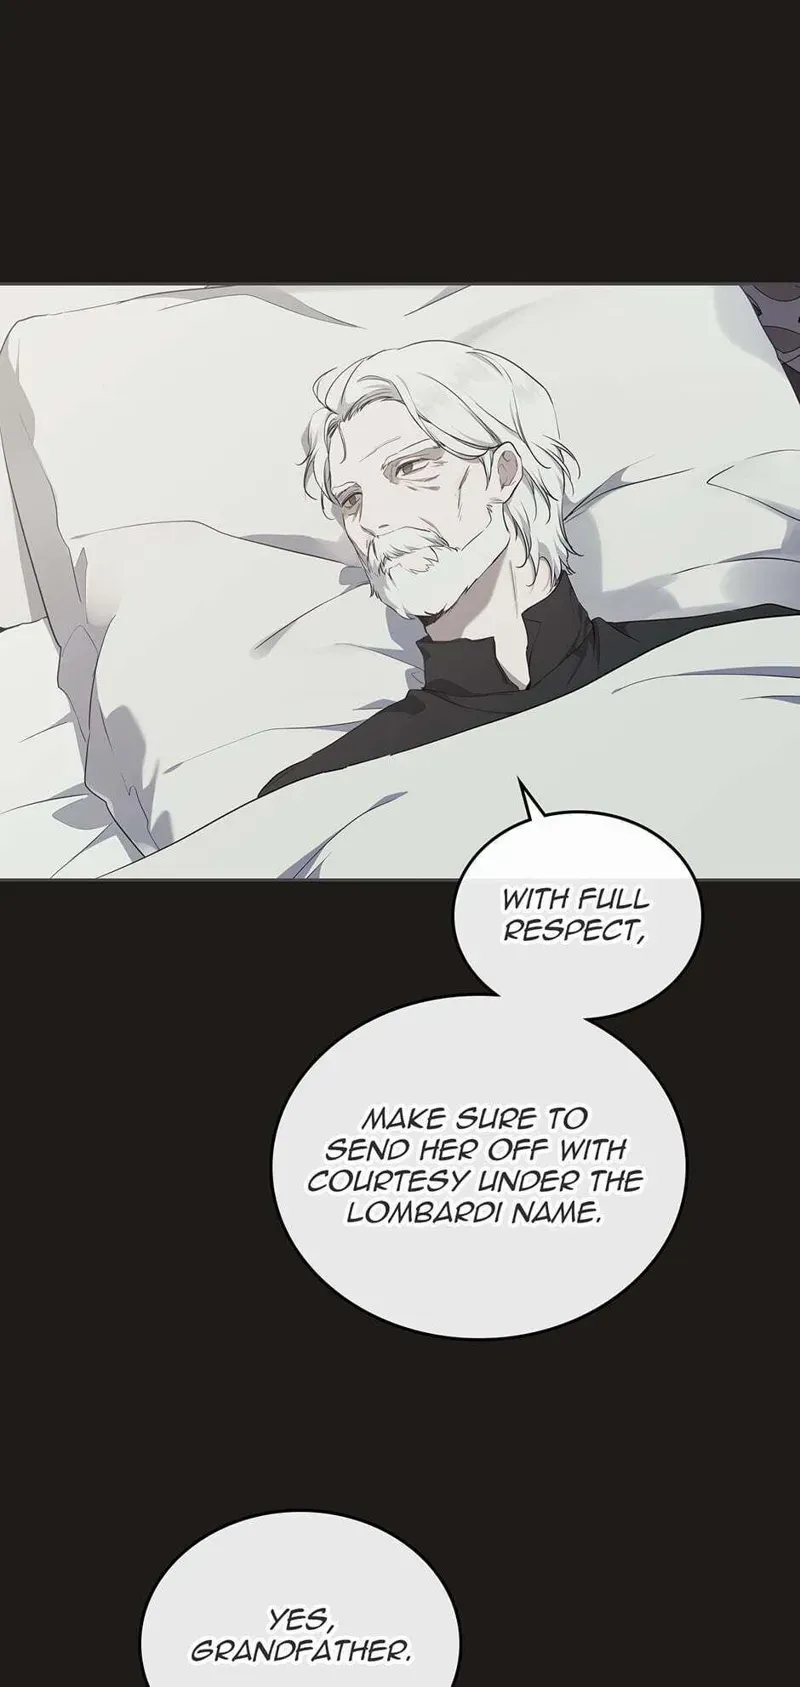 WITH FULL
RESPECT,
MAKE SURE TO
SEND HER OFF WITH
COURTESY UNDER THE
LOMBARDI NAME.
YES,
GRANDFATHER.